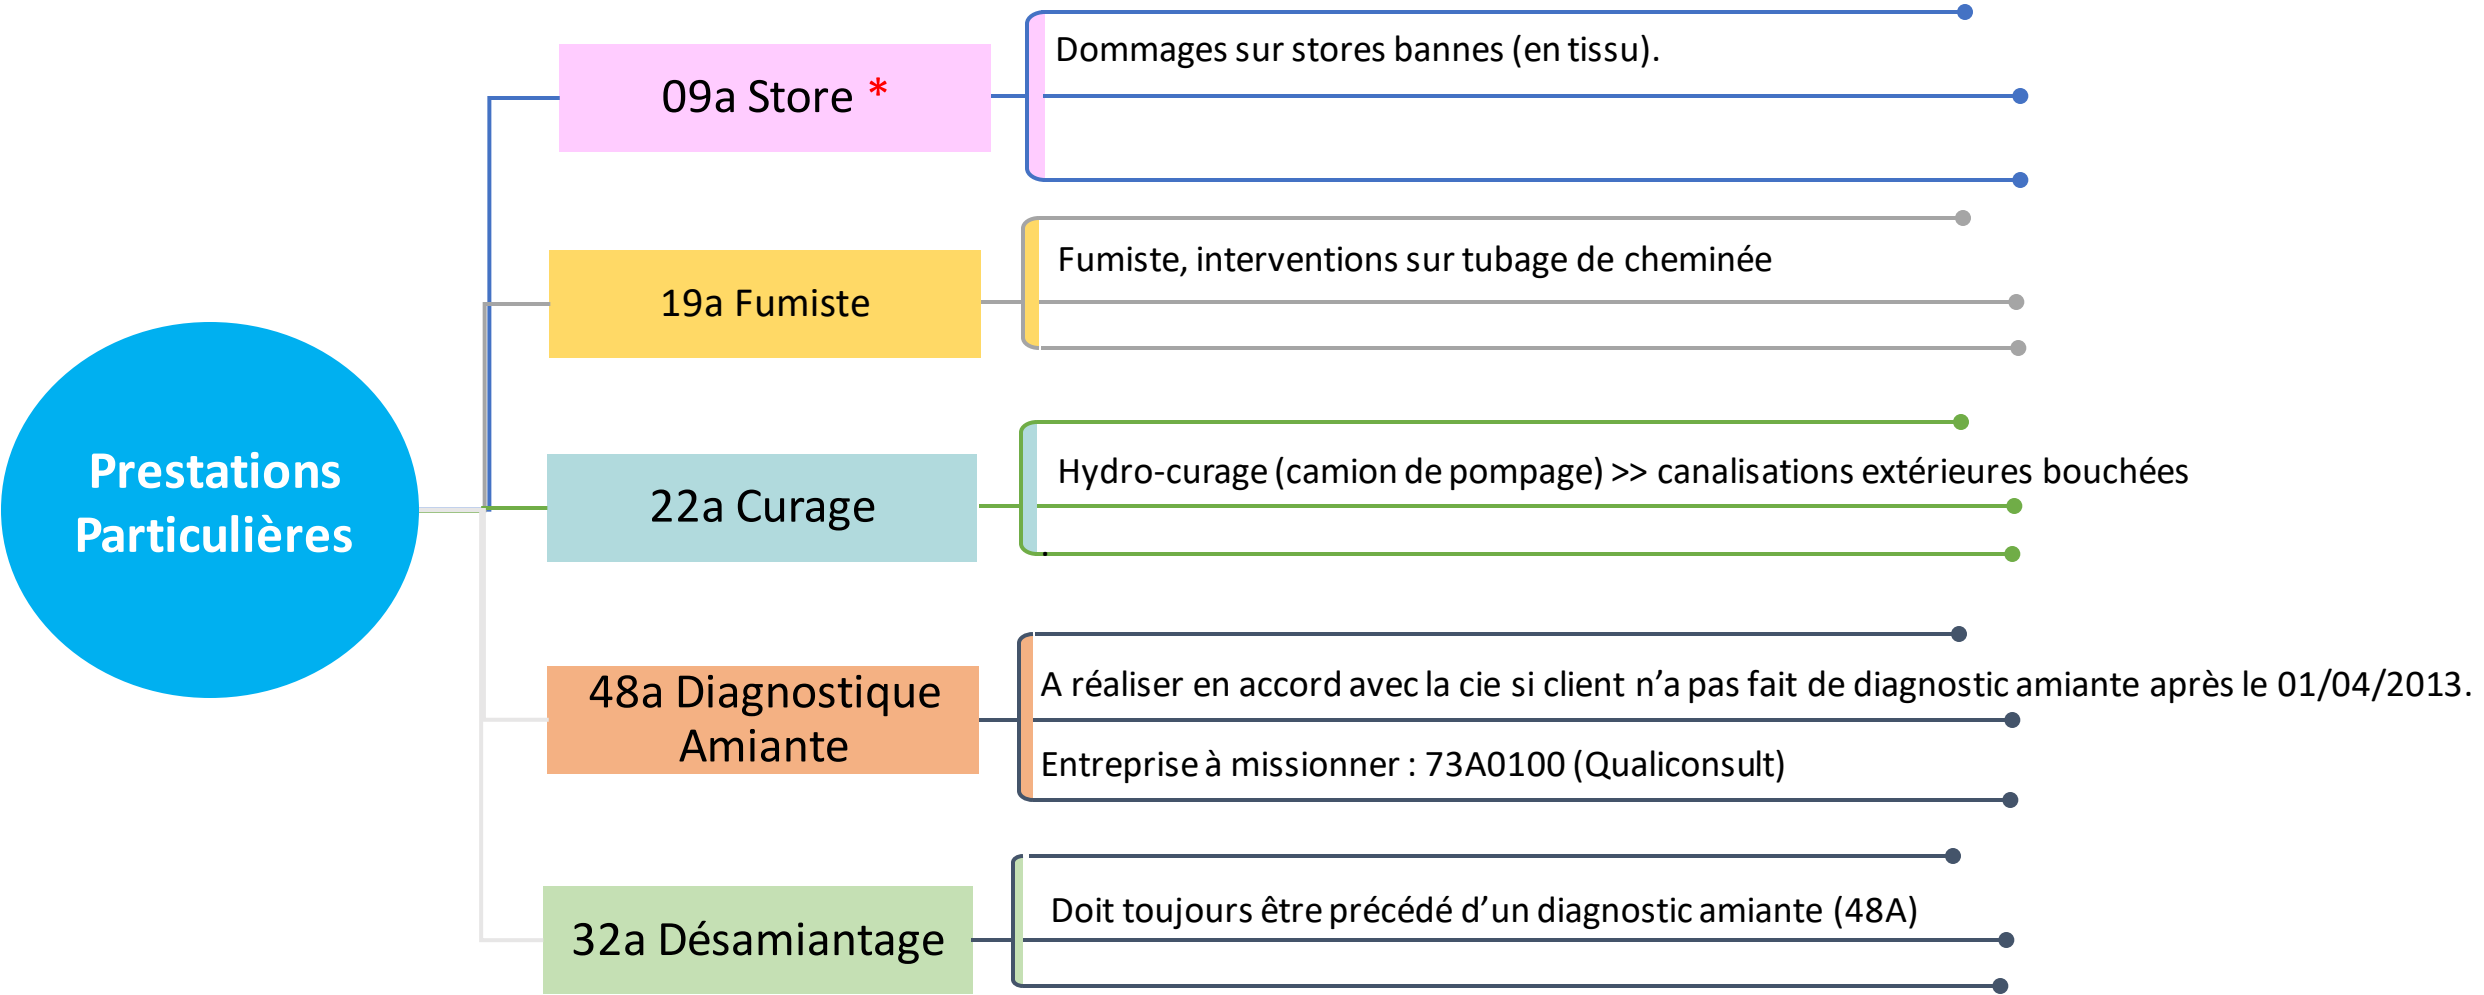 Prestations
Particulières
09a Store *
Dommages sur stores bannes (en tissu).
19a Fumiste
Fumiste, interventions sur tubage de cheminée
22a Curage
Hydro-curage (camion de pompage) >> canalisations extérieures bouchées
.
48a Diagnostique
Amiante
A réaliser en accord avec la cie si client n’a pas fait de diagnostic amiante après le 01/04/2013.
Entreprise à missionner : 73A0100 (Qualiconsult)
32a Désamiantage
Doit toujours être précédé d’un diagnostic amiante (48A)